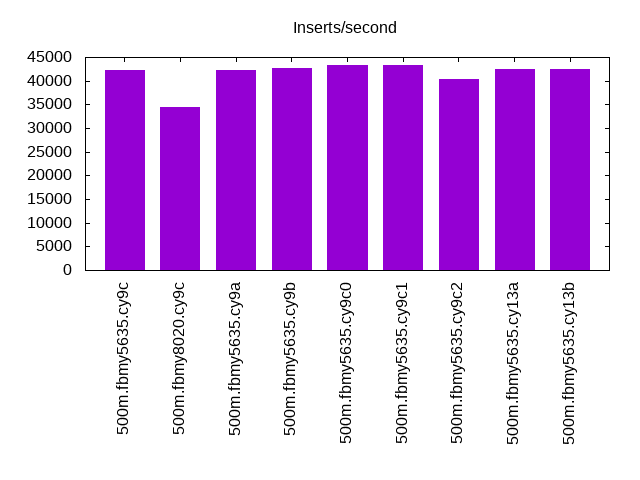 Inserts/second
45000
40000
35000
30000
25000
20000
15000
10000
5000
0
500m.fbmy5635.cy9c
500m.fbmy8020.cy9c
500m.fbmy5635.cy9a
500m.fbmy5635.cy9b
500m.fbmy5635.cy9c0
500m.fbmy5635.cy9c1
500m.fbmy5635.cy9c2
500m.fbmy5635.cy13a
500m.fbmy5635.cy13b